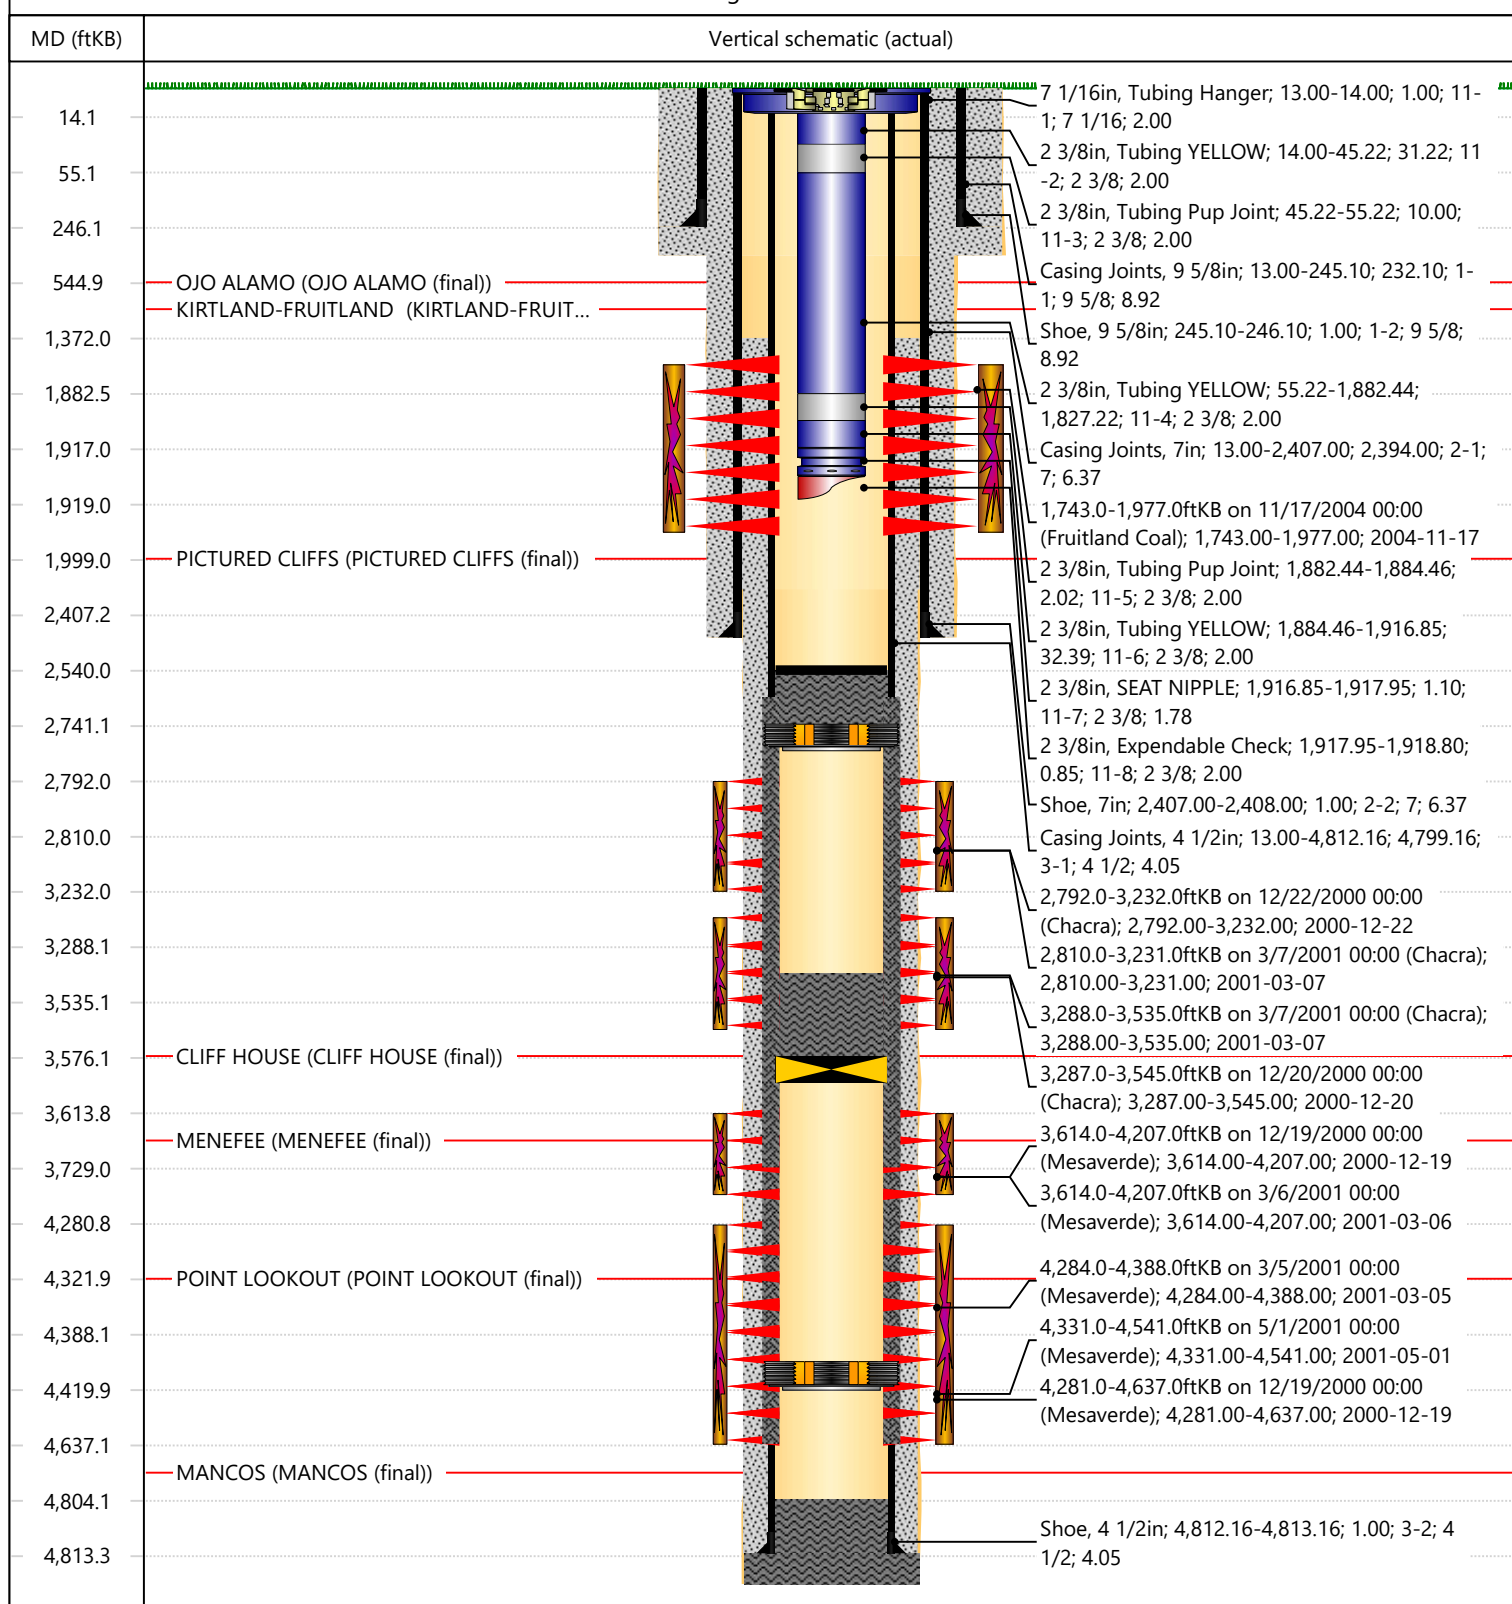 MD (ftKB)
Vertical schematic (actual)
14.1
55.1
246.1
544.9
1,372.0
1,882.5
1,917.0
1,919.0
1,999.0
2,407.2
2,540.0
2,741.1
2,792.0
2,810.0
3,232.0
3,288.1
3,535.1
3,576.1
3,613.8
3,729.0
4,280.8
4,321.9
4,388.1
4,419.9
4,637.1
4,804.1
4,813.3
OJO ALAMO (OJO ALAMO (final))
KIRTLAND-FRUITLAND (KIRTLAND-FRUIT...
PICTURED CLIFFS (PICTURED CLIFFS (final))
CLIFF HOUSE (CLIFF HOUSE (final))
MENEFEE (MENEFEE (final))
POINT LOOKOUT (POINT LOOKOUT (final))
MANCOS (MANCOS (final))
7 1/16in, Tubing Hanger; 13.00-14.00; 1.00; 11-
1; 7 1/16; 2.00
2 3/8in, Tubing YELLOW; 14.00-45.22; 31.22; 11
-2; 2 3/8; 2.00
2 3/8in, Tubing Pup Joint; 45.22-55.22; 10.00;
11-3; 2 3/8; 2.00
Casing Joints, 9 5/8in; 13.00-245.10; 232.10; 1-
1; 9 5/8; 8.92
Shoe, 9 5/8in; 245.10-246.10; 1.00; 1-2; 9 5/8;
8.92
2 3/8in, Tubing YELLOW; 55.22-1,882.44;
1,827.22; 11-4; 2 3/8; 2.00
Casing Joints, 7in; 13.00-2,407.00; 2,394.00; 2-1;
7; 6.37
1,743.0-1,977.0ftKB on 11/17/2004 00:00
(Fruitland Coal); 1,743.00-1,977.00; 2004-11-17
2 3/8in, Tubing Pup Joint; 1,882.44-1,884.46;
2.02; 11-5; 2 3/8; 2.00
2 3/8in, Tubing YELLOW; 1,884.46-1,916.85;
32.39; 11-6; 2 3/8; 2.00
2 3/8in, SEAT NIPPLE; 1,916.85-1,917.95; 1.10;
11-7; 2 3/8; 1.78
2 3/8in, Expendable Check; 1,917.95-1,918.80;
0.85; 11-8; 2 3/8; 2.00
Shoe, 7in; 2,407.00-2,408.00; 1.00; 2-2; 7; 6.37
Casing Joints, 4 1/2in; 13.00-4,812.16; 4,799.16;
3-1; 4 1/2; 4.05
2,792.0-3,232.0ftKB on 12/22/2000 00:00
(Chacra); 2,792.00-3,232.00; 2000-12-22
2,810.0-3,231.0ftKB on 3/7/2001 00:00 (Chacra);
2,810.00-3,231.00; 2001-03-07
3,288.0-3,535.0ftKB on 3/7/2001 00:00 (Chacra);
3,288.00-3,535.00; 2001-03-07
3,287.0-3,545.0ftKB on 12/20/2000 00:00
(Chacra); 3,287.00-3,545.00; 2000-12-20
3,614.0-4,207.0ftKB on 12/19/2000 00:00
(Mesaverde); 3,614.00-4,207.00; 2000-12-19
3,614.0-4,207.0ftKB on 3/6/2001 00:00
(Mesaverde); 3,614.00-4,207.00; 2001-03-06
4,284.0-4,388.0ftKB on 3/5/2001 00:00
(Mesaverde); 4,284.00-4,388.00; 2001-03-05
4,331.0-4,541.0ftKB on 5/1/2001 00:00
(Mesaverde); 4,331.00-4,541.00; 2001-05-01
4,281.0-4,637.0ftKB on 12/19/2000 00:00
(Mesaverde); 4,281.00-4,637.00; 2000-12-19
Shoe, 4 1/2in; 4,812.16-4,813.16; 1.00; 3-2; 4
1/2; 4.05